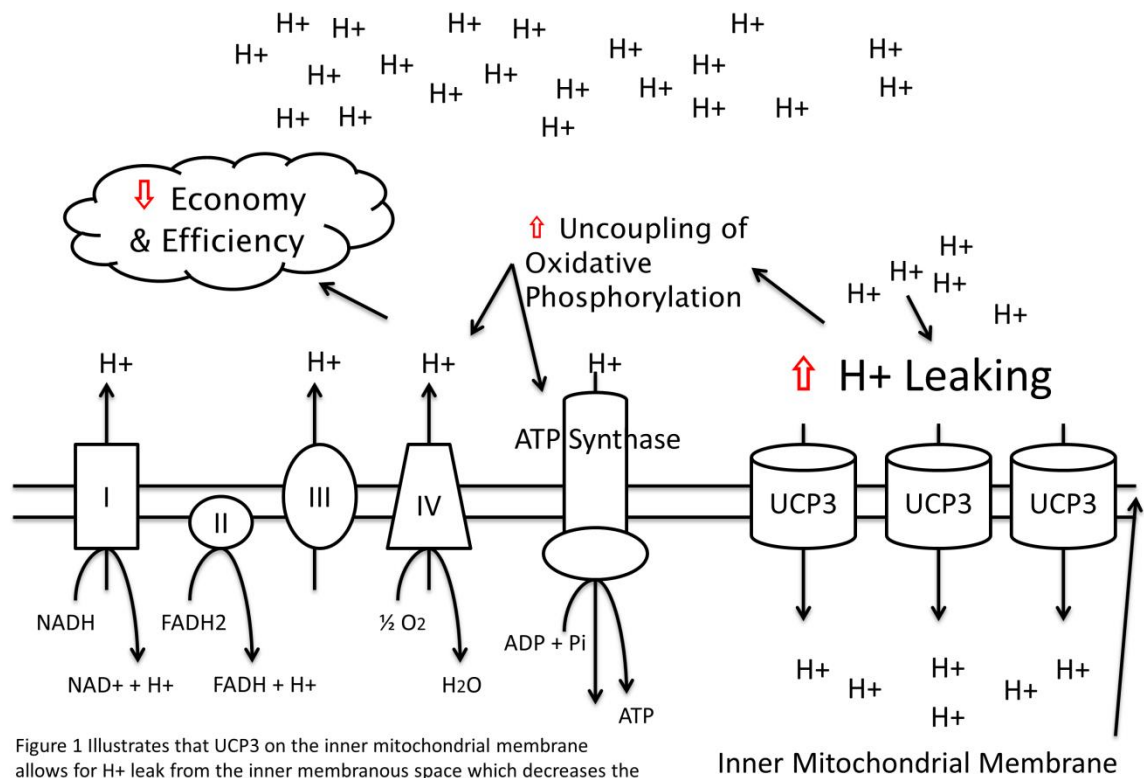 H+ H+ H+ H+ H+
H+ H+ H+
H+ H+ H+ H+
H+ H+ H+ H+
H+ H+ H+ H+
H+
⇩ Economy
& Efficiency
⇧ Uncoupling of
Oxidative
Phosphorylation
H+
H+
H+ H+
H+
H+ H+ H+ H+
⇧ H+ Leaking
ATP Synthase
I II III IV
UCP3 UCP3 UCP3
NADH FADH2 ½ O2 ADP + Pi
NAD+ + H+ FADH + H+ H2O ATP
H+ H+ H+
H+ H+
H+
Inner Mitochondrial Membrane
Figure 1 Illustrates that UCP3 on the inner mitochondrial membrane
allows for H+ leak from the inner membranous space which decreases the